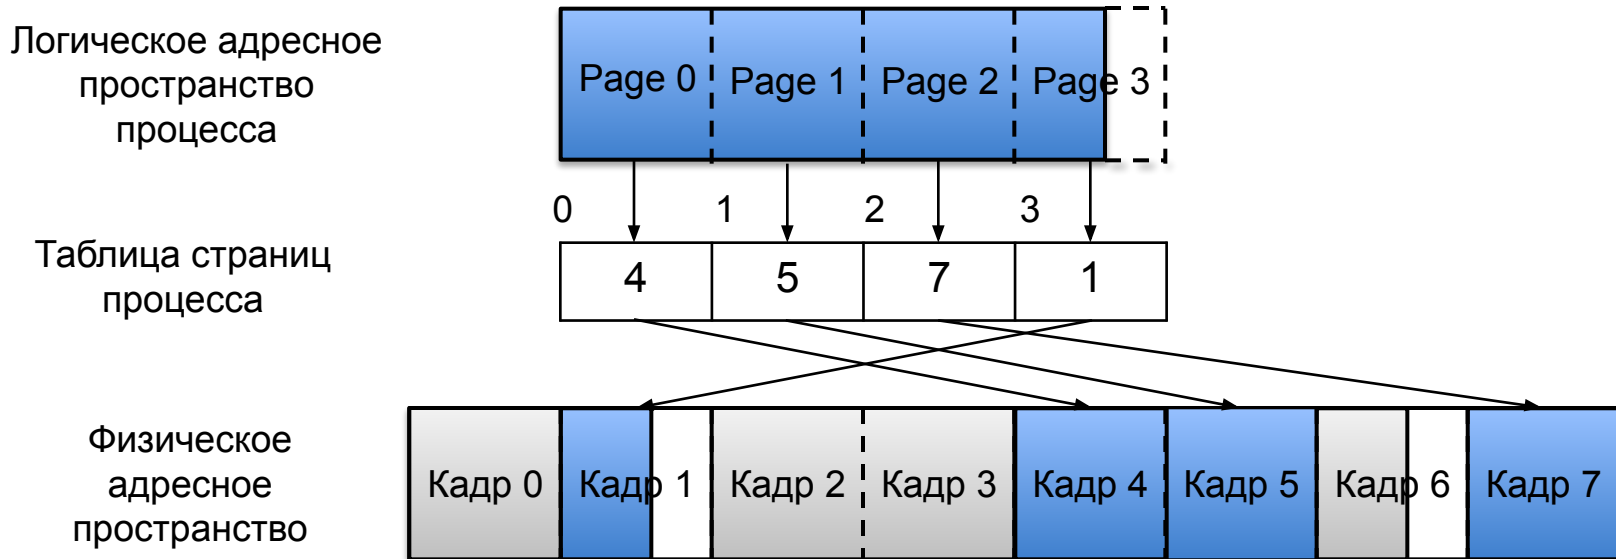 Логическое адресное
пространство
процесса
Page 0 Page 1 Page 2 Page 3
0 1 2 3
Таблица страниц
процесса
4 5 7 1
Физическое
адресное
пространство
Кадр 0 Кадр 1 Кадр 2 Кадр 3 Кадр 4 Кадр 5 Кадр 6 Кадр 7